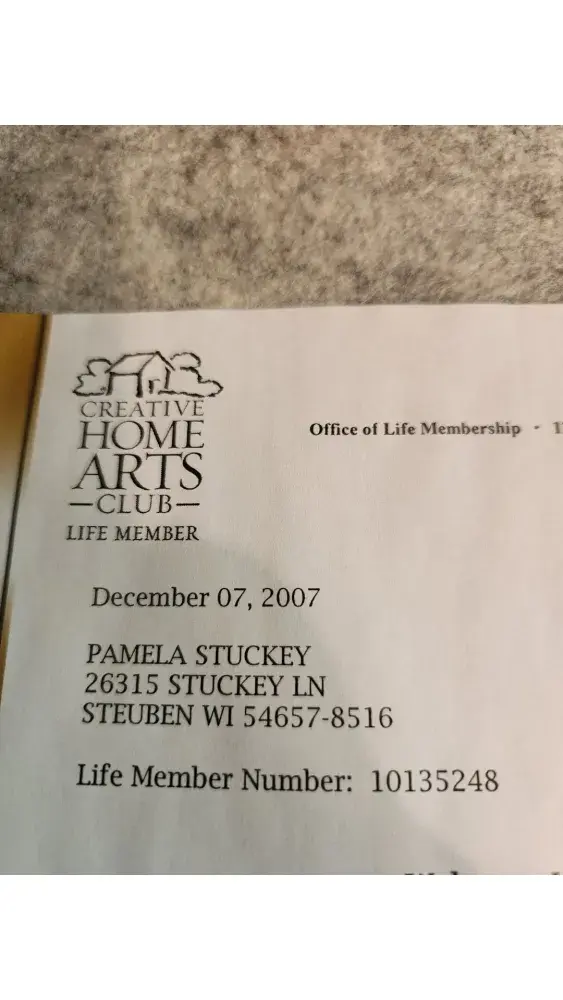 CREATIVE
HOME
ARTS
—CLUB—
LIFE MEMBER
Office of Life Membership -
December 07, 2007
PAMELA STUCKEY
26315 STUCKEY LN
STEUBEN WI 54657-8516
Life Member Number: 10135248